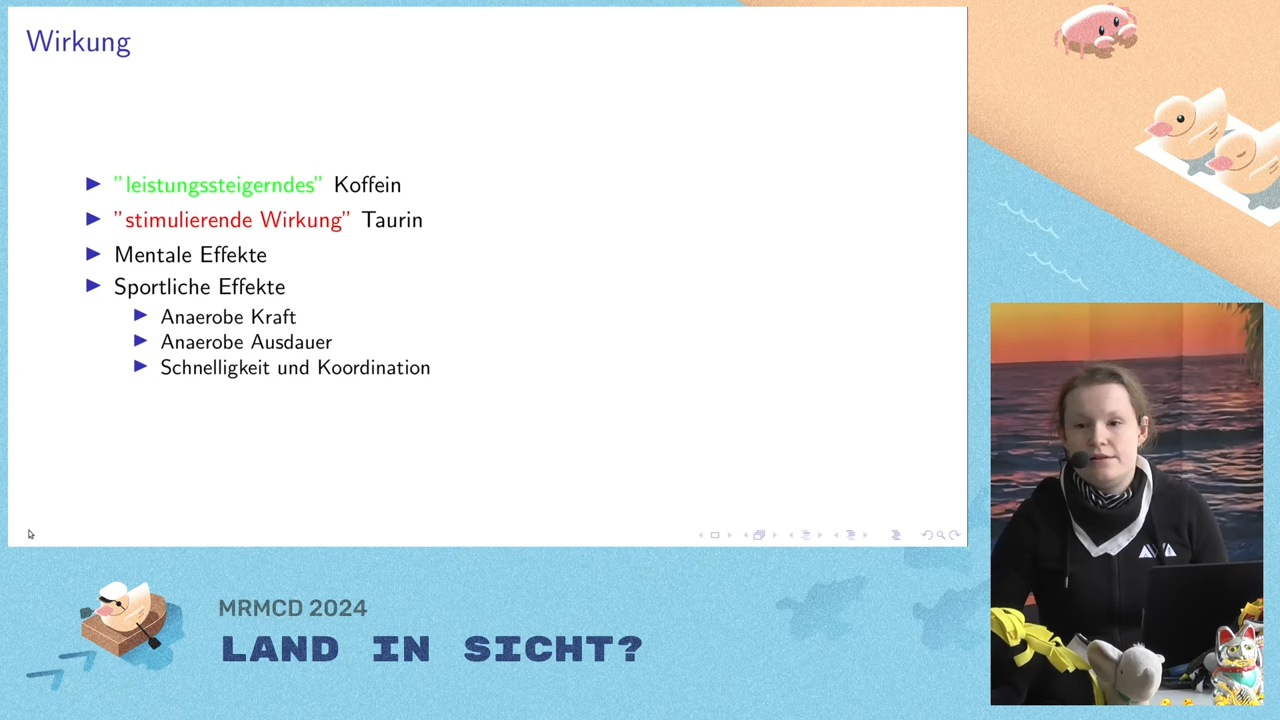 Wirkung
"leistungssteigerndes" Koffein
"stimulierende Wirkung" Taurin
Mentale Effekte
Sportliche Effekte
Anaerobe Kraft
Anaerobe Ausdauer
Schnelligkeit und Koordination
MRMCD 2024
LAND IN SICHT?